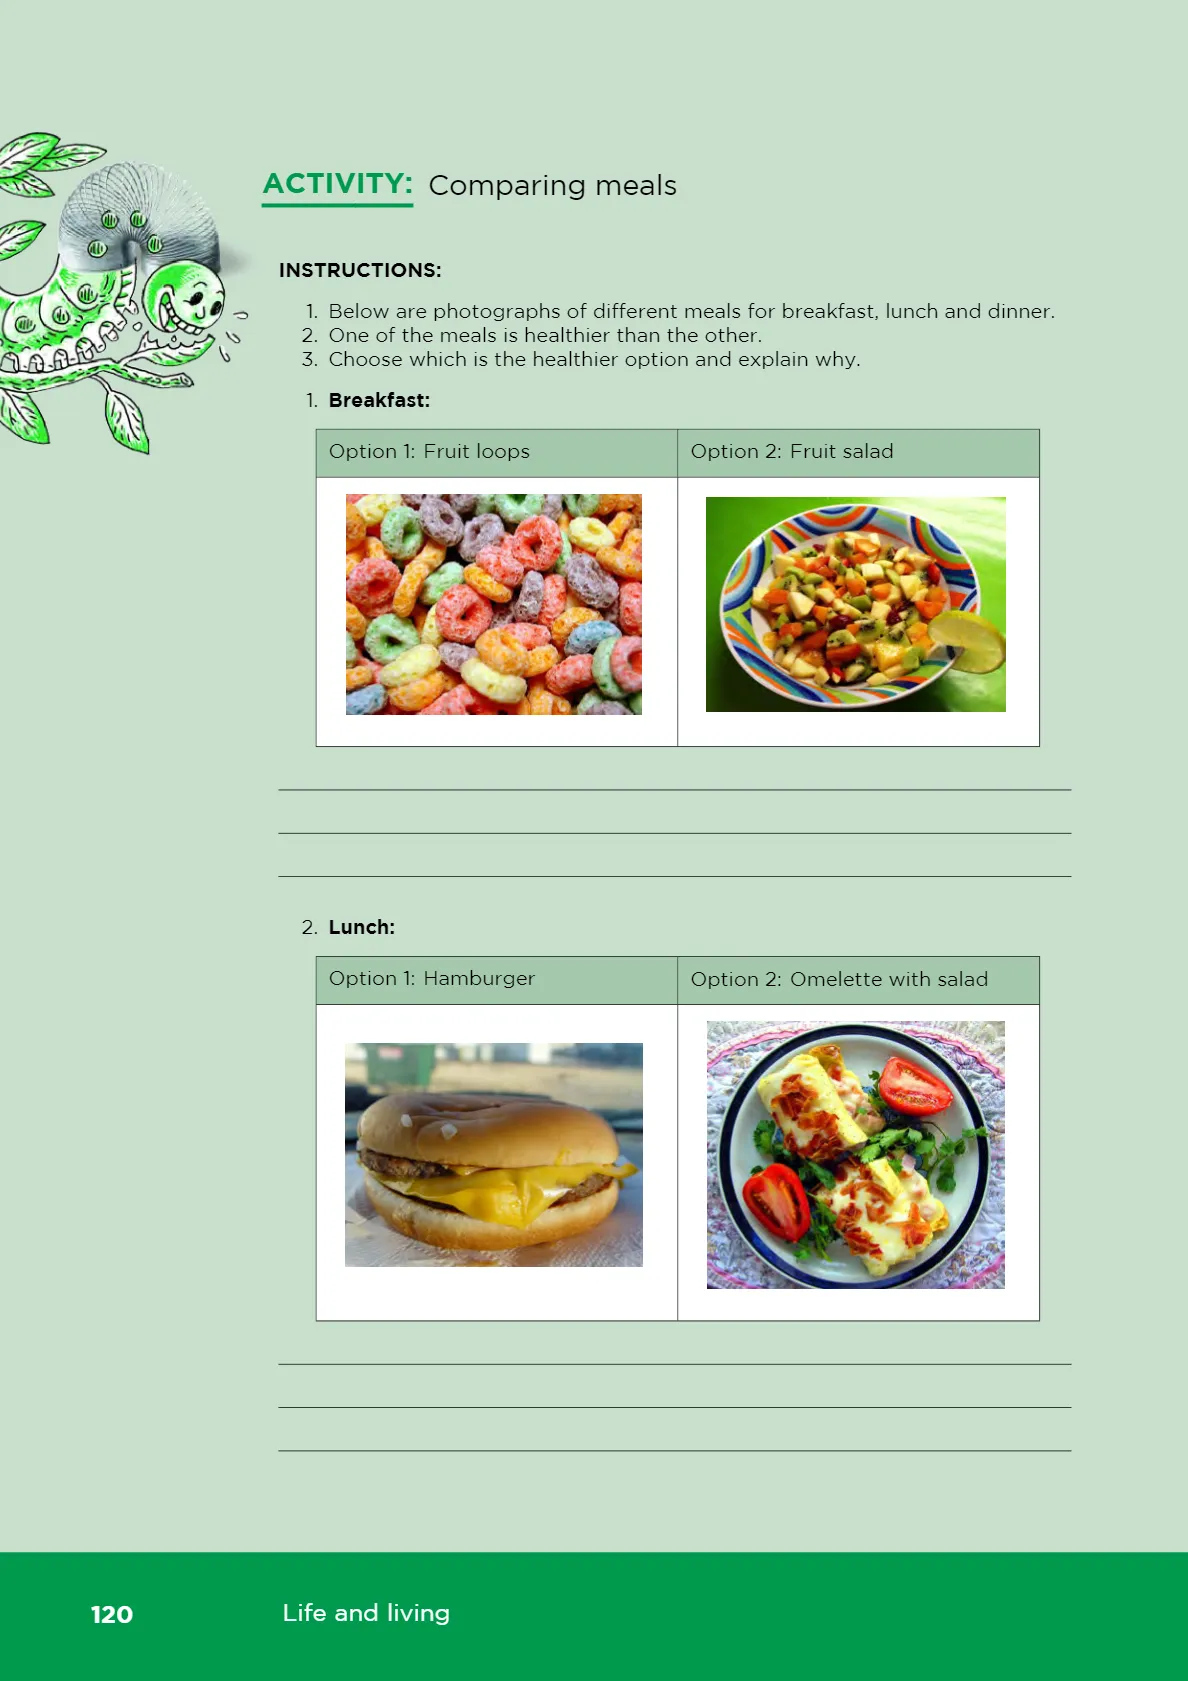 ACTIVITY: Comparing meals
INSTRUCTIONS:
1. Below are photographs of different meals for breakfast, lunch and dinner.
2. One of the meals is healthier than the other.
3. Choose which is the healthier option and explain why.
1. Breakfast:
Option 1: Fruit loops
Option 2: Fruit salad
2. Lunch:
Option 1: Hamburger
Option 2: Omelette with salad
120
Life and living